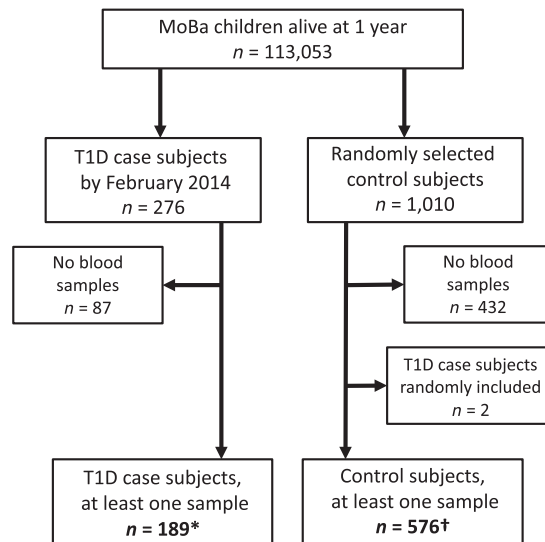 MoBa children alive at 1 year
n = 113,053
T1D case subjects
by February 2014
n = 276
Randomly selected
control subjects
n = 1,010
No blood
samples
n = 87
No blood
samples
n = 432
T1D case subjects
randomly included
n = 2
T1D case subjects,
at least one sample
n = 189*
Control subjects,
at least one sample
n = 576†